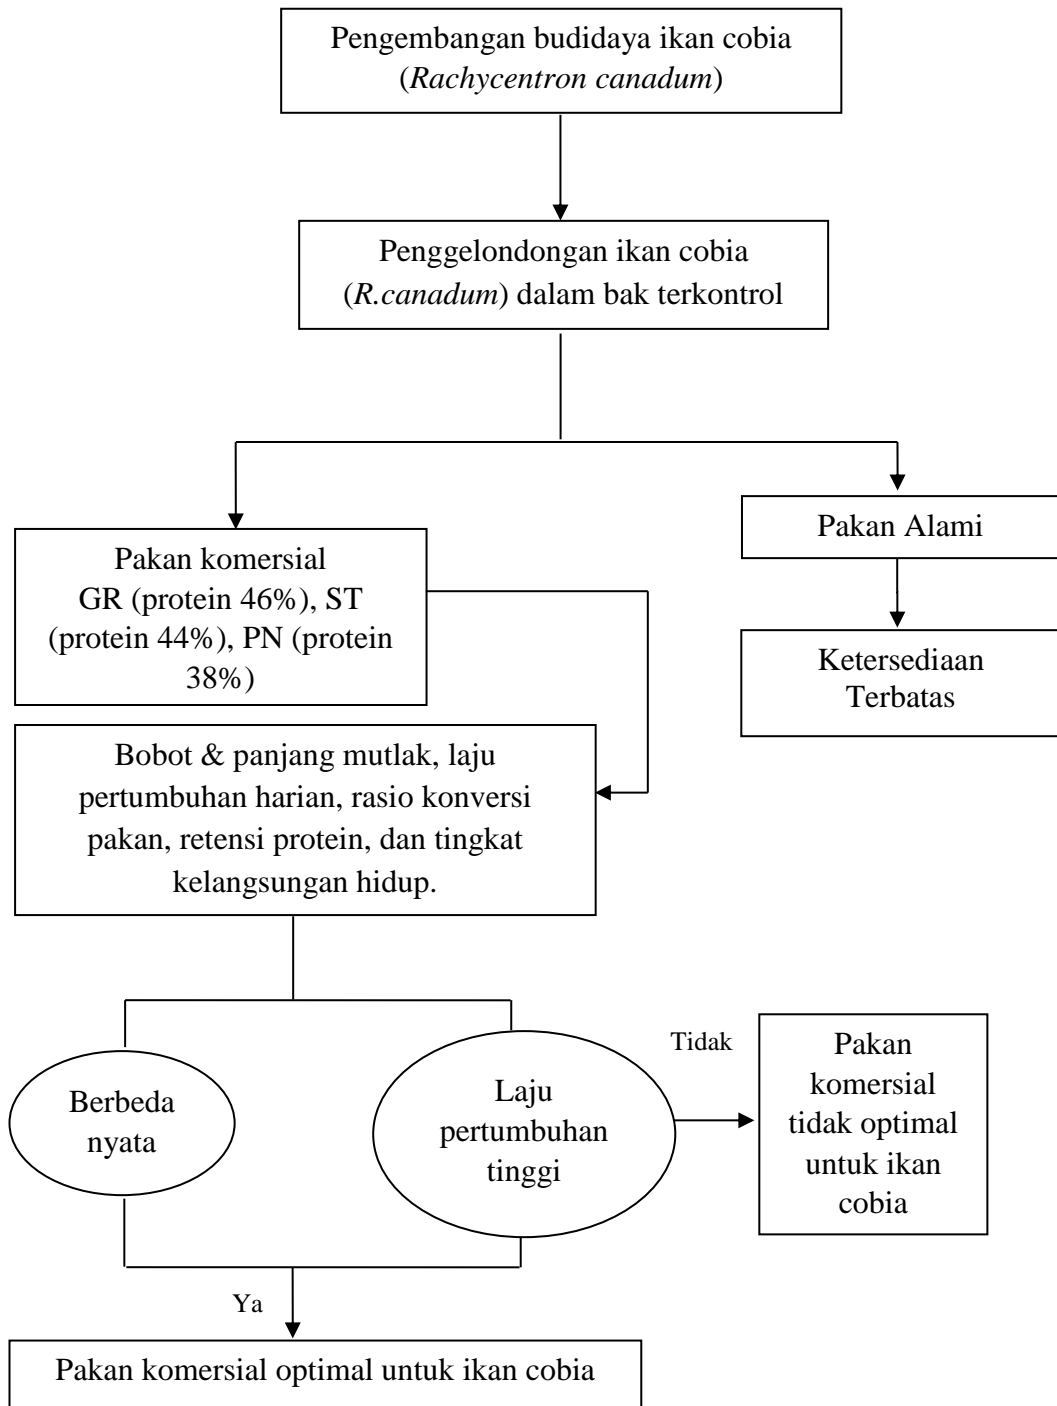 Pengembangan budidaya ikan cobia
(Rachycentron canadum)
Penggelondongan ikan cobia
(R.canadum) dalam bak terkontrol
Pakan komersial
GR (protein 46%), ST
(protein 44%), PN (protein
38%)
Pakan Alami
Ketersediaan
Terbatas
Bobot & panjang mutlak, laju
pertumbuhan harian, rasio konversi
pakan, retensi protein, dan tingkat
kelangsungan hidup.
Berbeda
nyata
Laju
pertumbuhan
tinggi
Tidak
Pakan
komersial
tidak optimal
untuk ikan
cobia
Ya
Pakan komersial optimal untuk ikan cobia